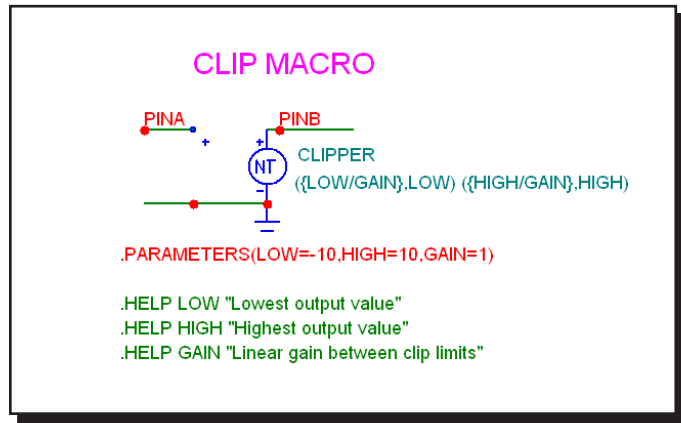 CLIP MACRO
PINA
PINB
+
+
NT
-
CLIPPER
({LOW/GAIN},LOW) ({HIGH/GAIN},HIGH)
.PARAMETERS(LOW=-10,HIGH=10,GAIN=1)
.HELP LOW "Lowest output value"
.HELP HIGH "Highest output value"
.HELP GAIN "Linear gain between clip limits"